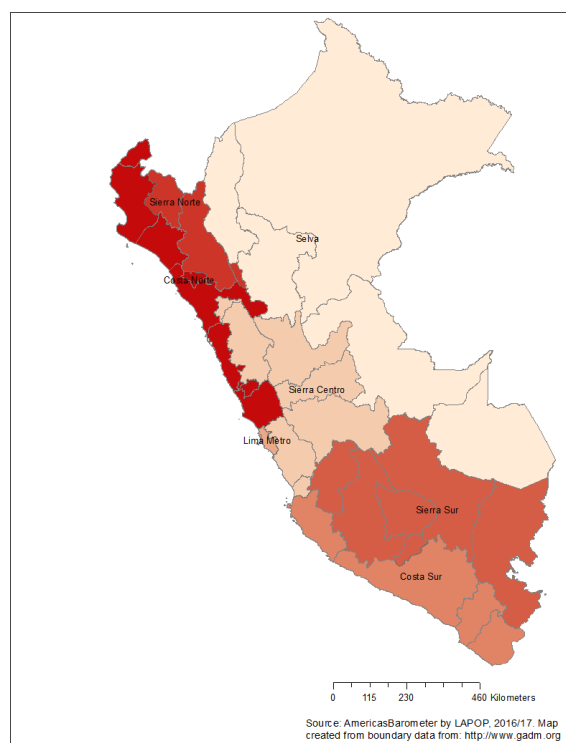 Sierra Norte
Selva
Costa Norte
Sierra Centro
Lima Metro
Sierra Sur
Costa Sur
0 115 230 460 Kilometers
Source: AmericasBarometer by LAPOP, 2016/17. Map
created from boundary data from: http://www.gadm.org